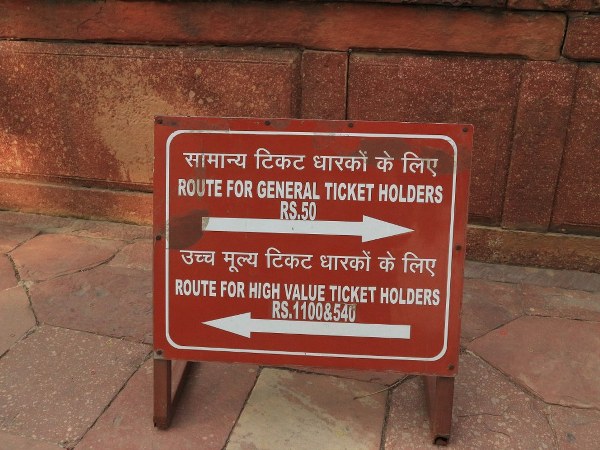 सामान्य टिकट धारकों के लिए
ROUTE FOR GENERAL TICKET HOLDERS
RS.50
उच्च मूल्य टिकट धारकों के लिए
ROUTE FOR HIGH VALUE TICKET HOLDERS
RS.1100&540